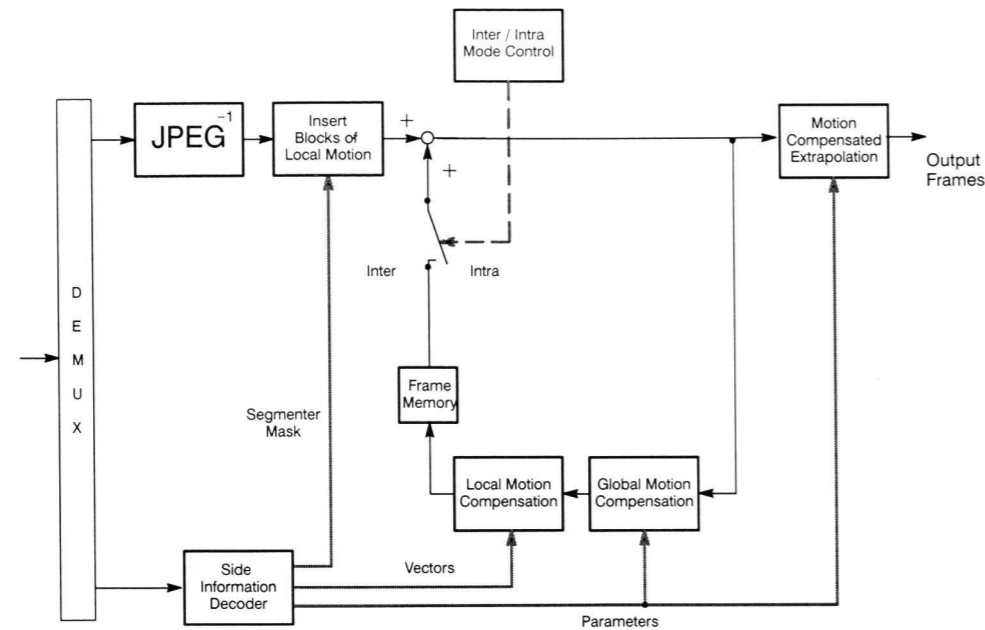 Inter / Intra
Mode Control
JPEG
-1
Insert
Blocks of
Local Motion
+
+
Motion
Compensated
Extrapolation
Output
Frames
Inter
Intra
D
E
M
U
X
Frame
Memory
Segmenter
Mask
Local Motion
Compensation
Global Motion
Compensation
Side
Information
Decoder
Vectors
Parameters